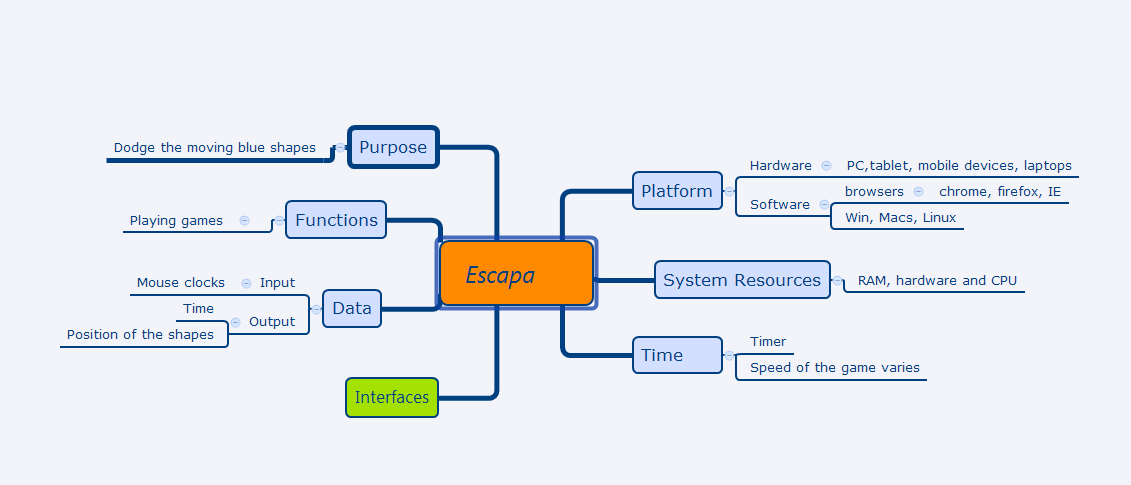 Escapa
Purpose
Dodge the moving blue shapes
Functions
Playing games
Data
Input
Mouse clocks
Output
Time
Position of the shapes
Interfaces
Platform
Hardware
PC,tablet, mobile devices, laptops
Software
browsers
chrome, firefox, IE
Win, Macs, Linux
System Resources
RAM, hardware and CPU
Time
Timer
Speed of the game varies